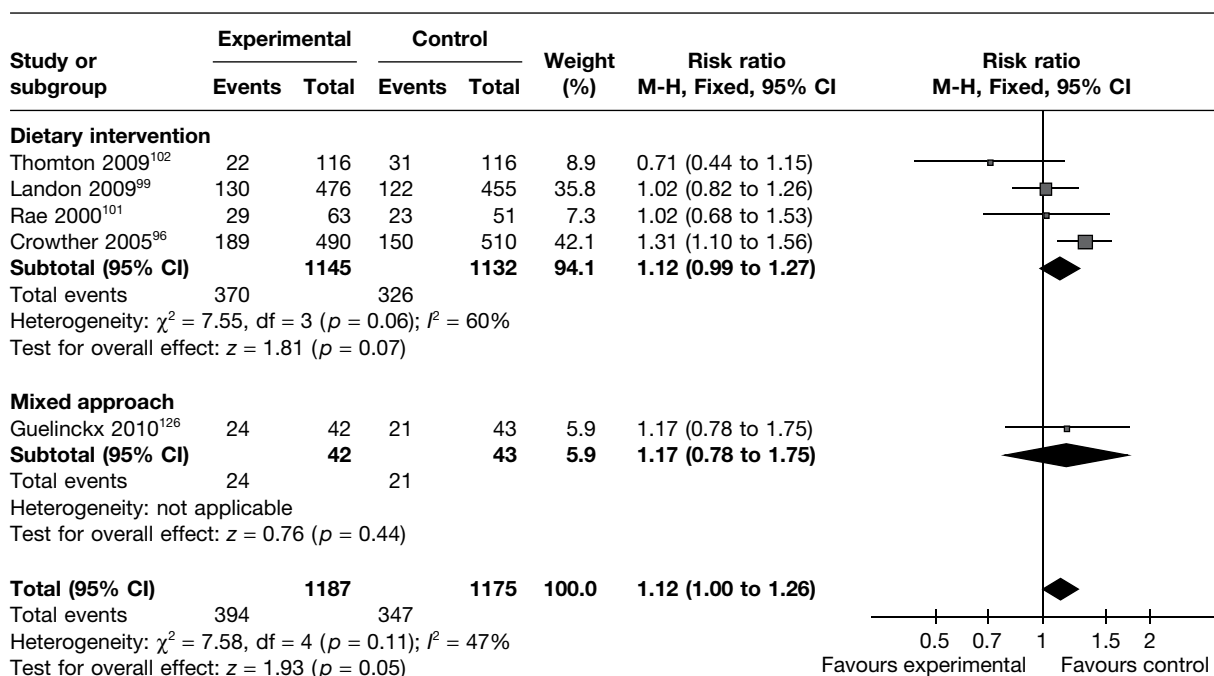 Study or subgroup Experimental Control Weight (%) Risk ratio M-H, Fixed, 95% CI Risk ratio M-H, Fixed, 95% CI
Events Total Events Total
Dietary intervention
Thomton 2009¹⁰² 22 116 31 116 8.9 0.71 (0.44 to 1.15)
Landon 2009⁹⁹ 130 476 122 455 35.8 1.02 (0.82 to 1.26)
Rae 2000¹⁰¹ 29 63 23 51 7.3 1.02 (0.68 to 1.53)
Crowther 2005⁹⁶ 189 490 150 510 42.1 1.31 (1.10 to 1.56)
Subtotal (95% CI) 1145 1132 94.1 1.12 (0.99 to 1.27)
Total events 370 326
Heterogeneity: χ² = 7.55, df = 3 (p = 0.06); I² = 60%
Test for overall effect: z = 1.81 (p = 0.07)
Mixed approach
Guelinckx 2010¹²⁶ 24 42 21 43 5.9 1.17 (0.78 to 1.75)
Subtotal (95% CI) 42 43 5.9 1.17 (0.78 to 1.75)
Total events 24 21
Heterogeneity: not applicable
Test for overall effect: z = 0.76 (p = 0.44)
Total (95% CI) 1187 1175 100.0 1.12 (1.00 to 1.26)
Total events 394 347
Heterogeneity: χ² = 7.58, df = 4 (p = 0.11); I² = 47%
Test for overall effect: z = 1.93 (p = 0.05)
0.5 0.7 1 1.5 2
Favours experimental Favours control